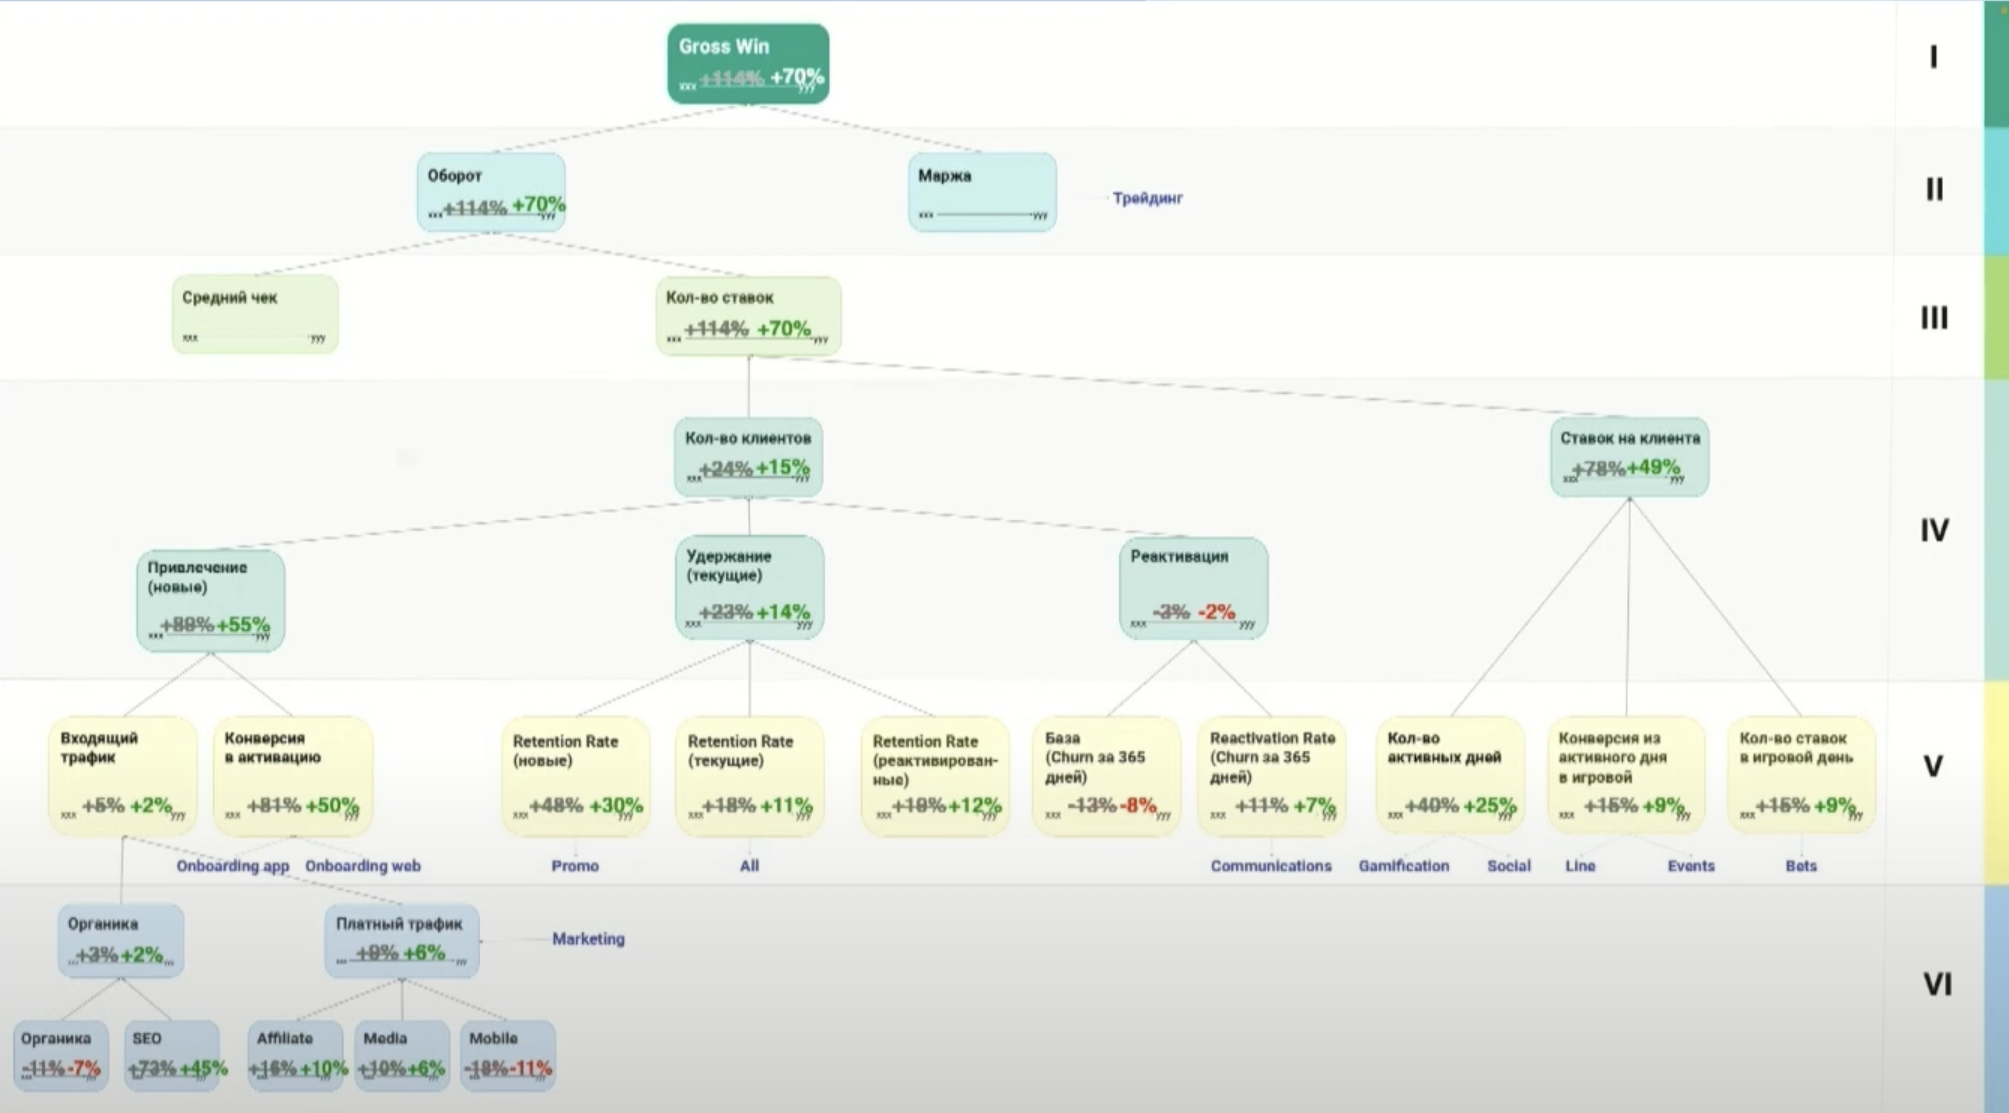 Gross Win
xxx +114% +70% yyy
I
Оборот
+114% +70% yyy
Маржа
xxx yyy
Трейдинг
II
Средний чек
xxx yyy
Кол-во ставок
xxx +114% +70% yyy
III
Кол-во клиентов
xxx +24% +15% yyy
Ставок на клиента
xxx +78% +49% yyy
IV
Привлечение
(новые)
xxx +55% yyy
Удержание
(текущие)
xxx +23% +14% yyy
Реактивация
xxx -3% -2% yyy
Входящий
трафик
xxx +5% +2% yyy
Конверсия
в активацию
xxx +81% +50% yyy
Retention Rate
(новые)
xxx +48% +30% yyy
Retention Rate
(текущие)
xxx +18% +11% yyy
Retention Rate
(реактивирован-
ные)
xxx +19% +12% yyy
База
(Churn за 365
дней)
xxx -13% -8% yyy
Reactivation Rate
(Churn за 365
дней)
xxx +11% +7% yyy
Кол-во
активных дней
xxx +40% +25% yyy
Конверсия из
активного дня
в игровой
xxx +15% +9% yyy
Кол-во ставок
в игровой день
xxx +15% +9% yyy
V
Onboarding app
Onboarding web
Promo
All
Communications
Gamification
Social
Line
Events
Bets
Органика
+3% +2%
Платный трафик
+9% +6%
Marketing
VI
Органика
-11% -7%
SEO
+73% +45%
Affiliate
+16% +10%
Media
+10% +6%
Mobile
-18% -11%